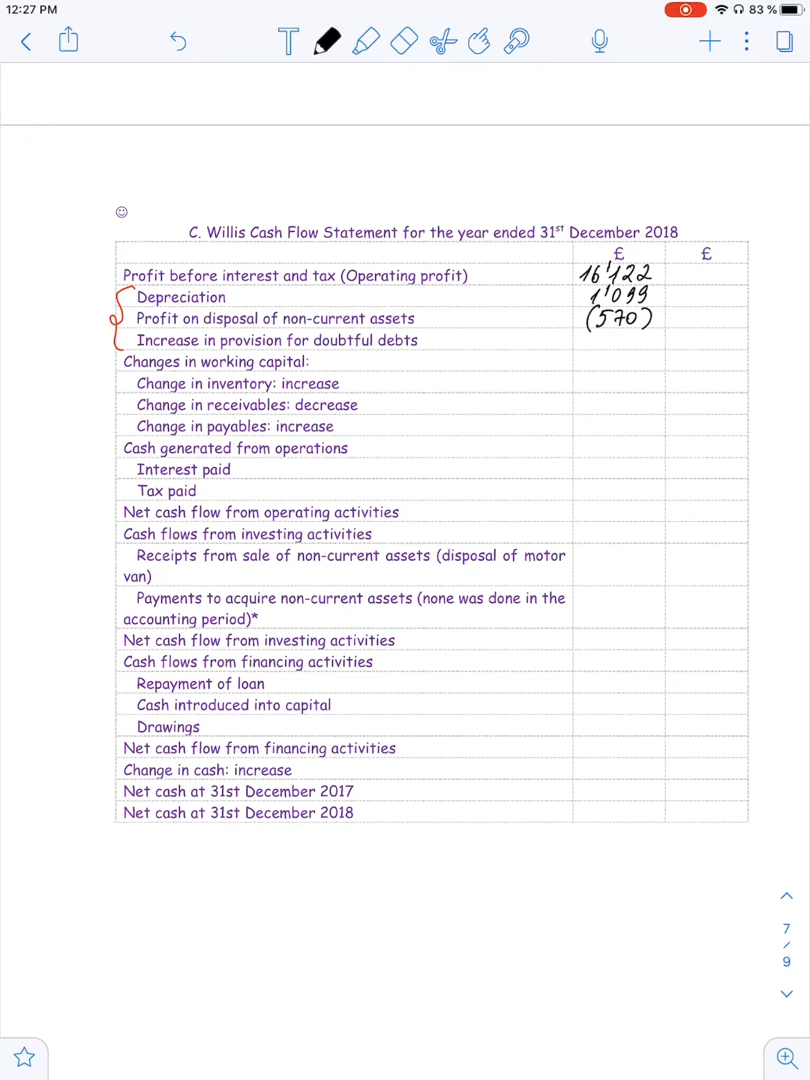 12:27 PM
83 %
T
☺
C. Willis Cash Flow Statement for the year ended 31st December 2018
£ £
Profit before interest and tax (Operating profit) 16'122
Depreciation 1'099
Profit on disposal of non-current assets (570)
Increase in provision for doubtful debts
Changes in working capital:
Change in inventory: increase
Change in receivables: decrease
Change in payables: increase
Cash generated from operations
Interest paid
Tax paid
Net cash flow from operating activities
Cash flows from investing activities
Receipts from sale of non-current assets (disposal of motor
van)
Payments to acquire non-current assets (none was done in the
accounting period)*
Net cash flow from investing activities
Cash flows from financing activities
Repayment of loan
Cash introduced into capital
Drawings
Net cash flow from financing activities
Change in cash: increase
Net cash at 31st December 2017
Net cash at 31st December 2018
7
/
9